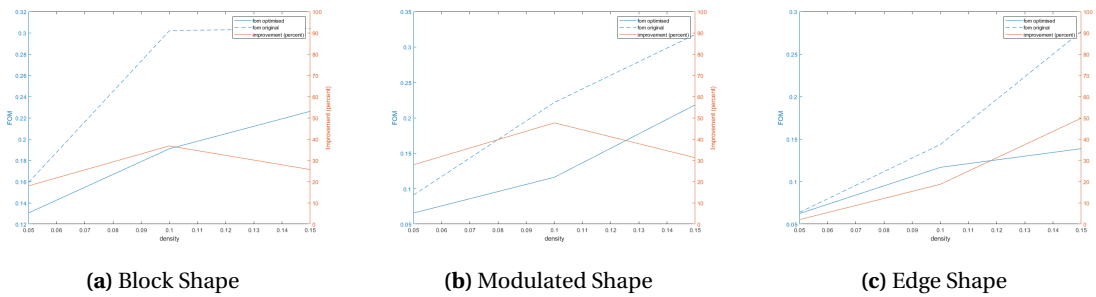 0.32
0.3
0.28
0.26
0.24
0.22
0.2
0.18
0.16
0.14
0.12
FOM
0.05 0.06 0.07 0.08 0.09 0.1 0.11 0.12 0.13 0.14 0.15
density
100
90
80
70
60
50
40
30
20
10
0
Improvement (percent)
fom optimised
fom original
improvement (percent)
(a) Block Shape
0.35
0.3
0.25
0.2
0.15
0.1
0.05
FOM
0.05 0.06 0.07 0.08 0.09 0.1 0.11 0.12 0.13 0.14 0.15
density
100
90
80
70
60
50
40
30
20
10
0
Improvement (percent)
fom optimised
fom original
improvement (percent)
(b) Modulated Shape
0.3
0.25
0.2
0.15
0.1
0.05
FOM
0.05 0.06 0.07 0.08 0.09 0.1 0.11 0.12 0.13 0.14 0.15
density
100
90
80
70
60
50
40
30
20
10
0
Improvement (percent)
fom optimised
fom original
improvement (percent)
(c) Edge Shape